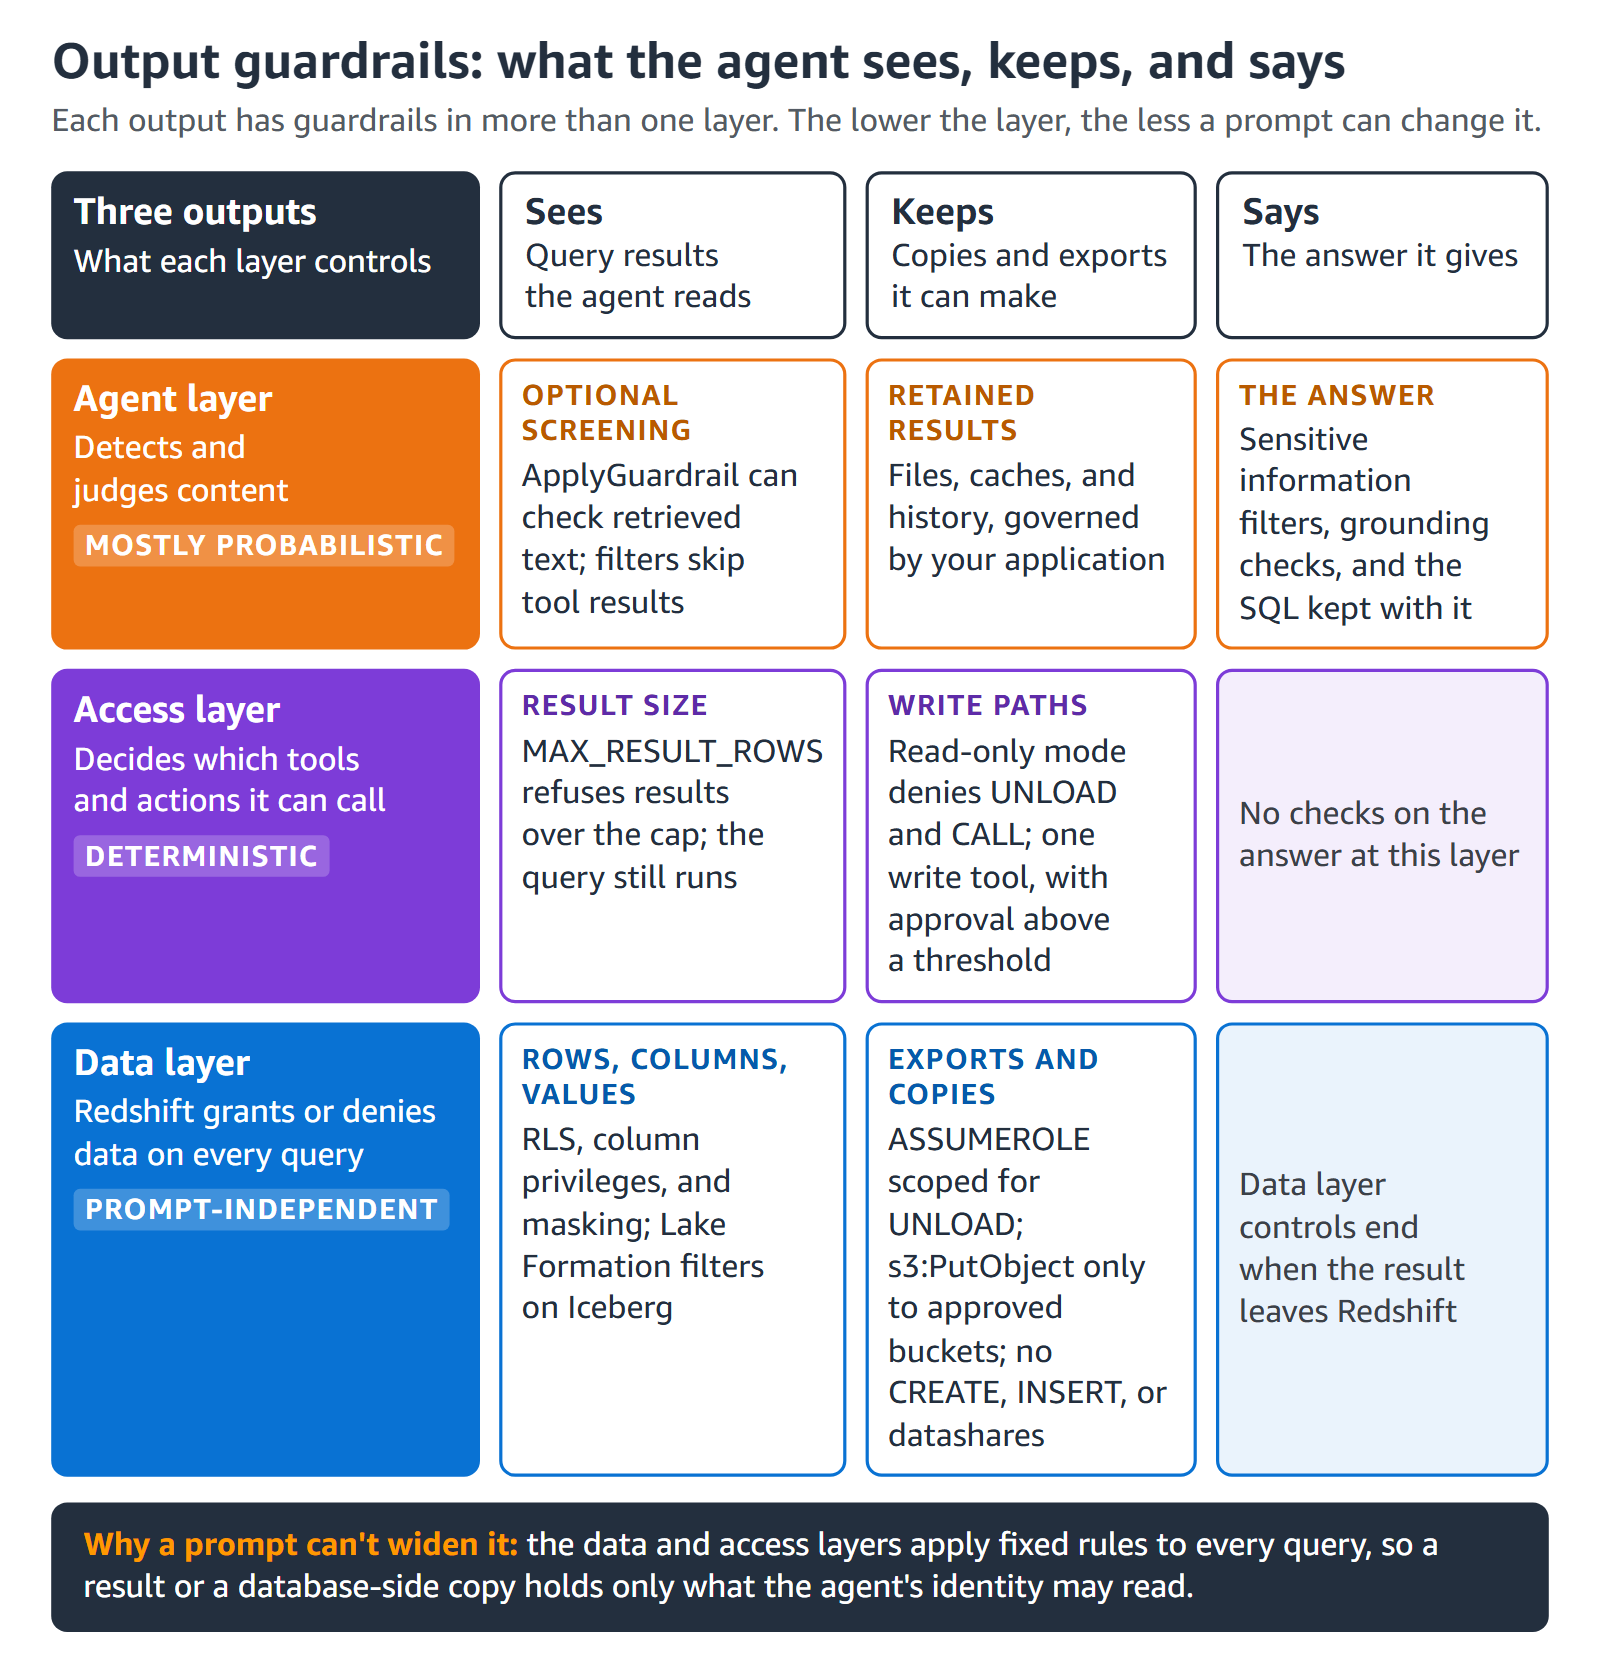 Output guardrails: what the agent sees, keeps, and says
Each output has guardrails in more than one layer. The lower the layer, the less a prompt can change it.
Three outputs
What each layer controls
Sees
Query results
the agent reads
Keeps
Copies and exports
it can make
Says
The answer it gives
Agent layer
Detects and
judges content
MOSTLY PROBABILISTIC
OPTIONAL
SCREENING
ApplyGuardrail can
check retrieved
text; filters skip
tool results
RETAINED
RESULTS
Files, caches, and
history, governed
by your application
THE ANSWER
Sensitive
information
filters, grounding
checks, and the
SQL kept with it
Access layer
Decides which tools
and actions it can call
DETERMINISTIC
RESULT SIZE
MAX_RESULT_ROWS
refuses results
over the cap; the
query still runs
WRITE PATHS
Read-only mode
denies UNLOAD
and CALL; one
write tool, with
approval above
a threshold
No checks on the
answer at this layer
Data layer
Redshift grants or denies
data on every query
PROMPT-INDEPENDENT
ROWS, COLUMNS,
VALUES
RLS, column
privileges, and
masking; Lake
Formation filters
on Iceberg
EXPORTS AND
COPIES
ASSUMEROLE
scoped for
UNLOAD;
s3:PutObject only
to approved
buckets; no
CREATE, INSERT, or
datashares
Data layer
controls end
when the result
leaves Redshift
Why a prompt can't widen it: the data and access layers apply fixed rules to every query, so a
result or a database-side copy holds only what the agent's identity may read.